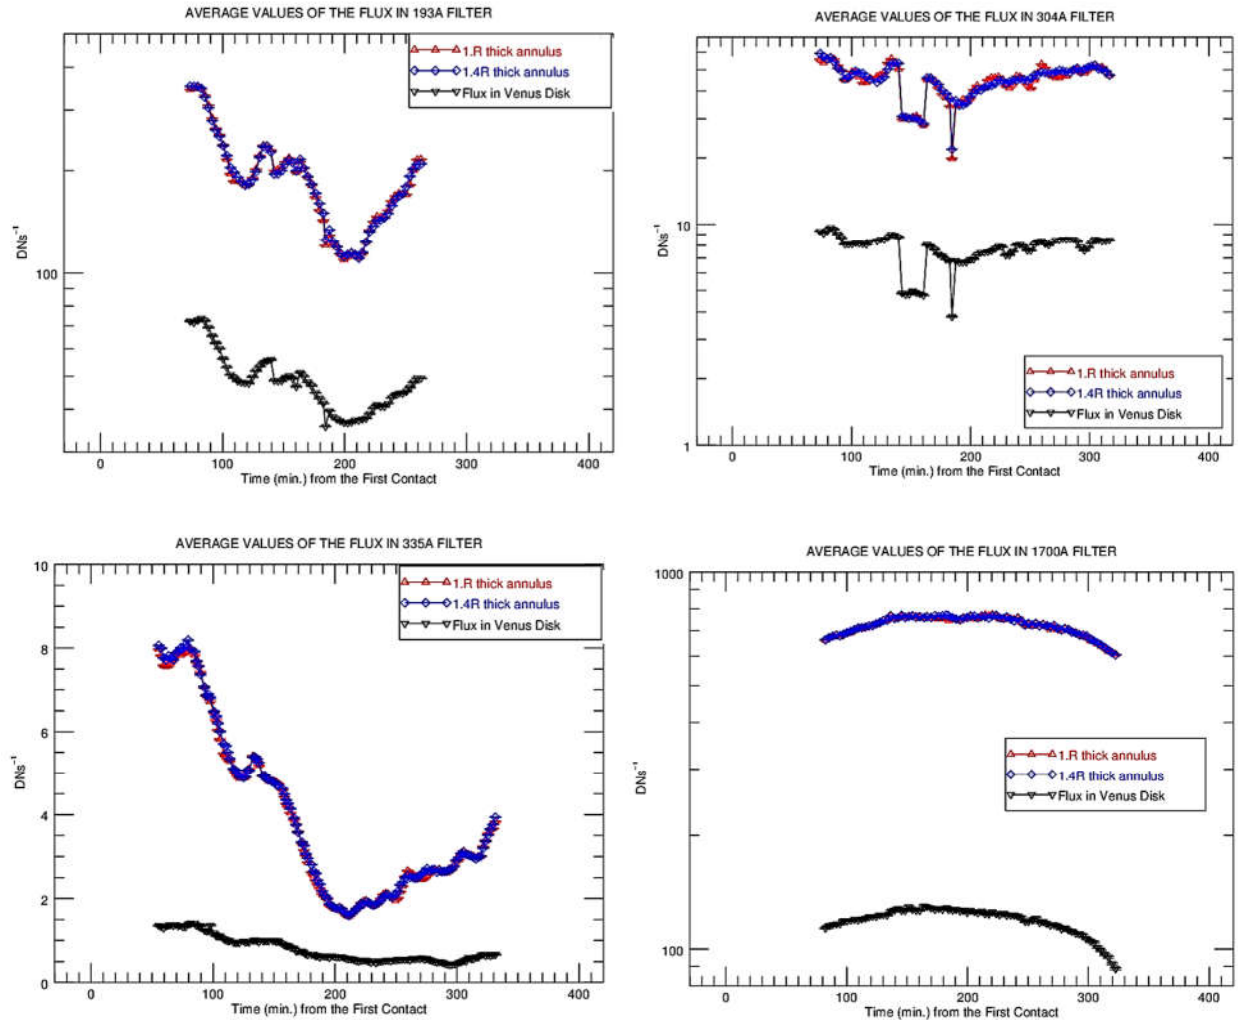 AVERAGE VALUES OF THE FLUX IN 193A FILTER
1.R thick annulus
1.4R thick annulus
Flux in Venus Disk
DNs⁻¹
100
0 100 200 300 400
Time (min.) from the First Contact
AVERAGE VALUES OF THE FLUX IN 304A FILTER
DNs⁻¹
10
1.R thick annulus
1.4R thick annulus
Flux in Venus Disk
1
0 100 200 300 400
Time (min.) from the First Contact
AVERAGE VALUES OF THE FLUX IN 335A FILTER
10
1.R thick annulus
1.4R thick annulus
Flux in Venus Disk
8
6
DNs⁻¹
4
2
0
0 100 200 300 400
Time (min.) from the First Contact
AVERAGE VALUES OF THE FLUX IN 1700A FILTER
1000
1.R thick annulus
1.4R thick annulus
Flux in Venus Disk
DNs⁻¹
100
0 100 200 300 400
Time (min.) from the First Contact